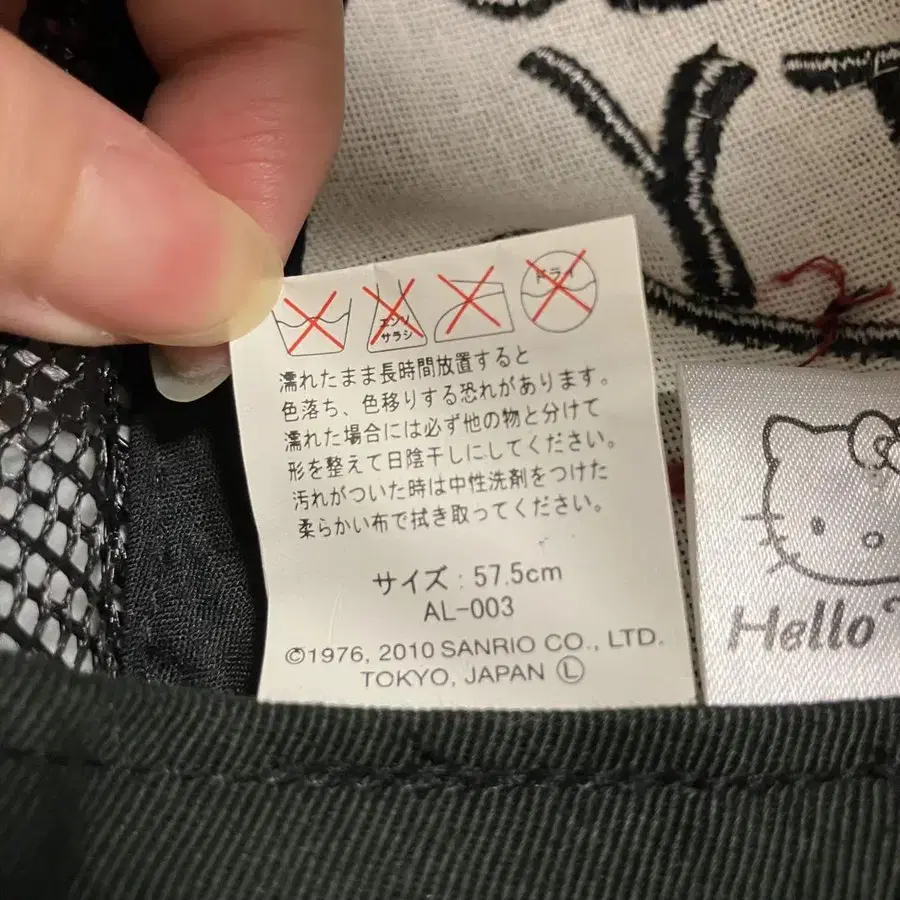 エンソ
サラシ
ドライ
濡れたまま長時間放置すると
色落ち、色移りする恐れがあります。
濡れた場合には必ず他の物と分けて
形を整えて日陰干しにしてください。
汚れがついた時は中性洗剤をつけた
柔らかい布で拭き取ってください。
サイズ：57.5cm
AL-003
©1976, 2010 SANRIO CO., LTD.
TOKYO, JAPAN Ⓛ
Hello